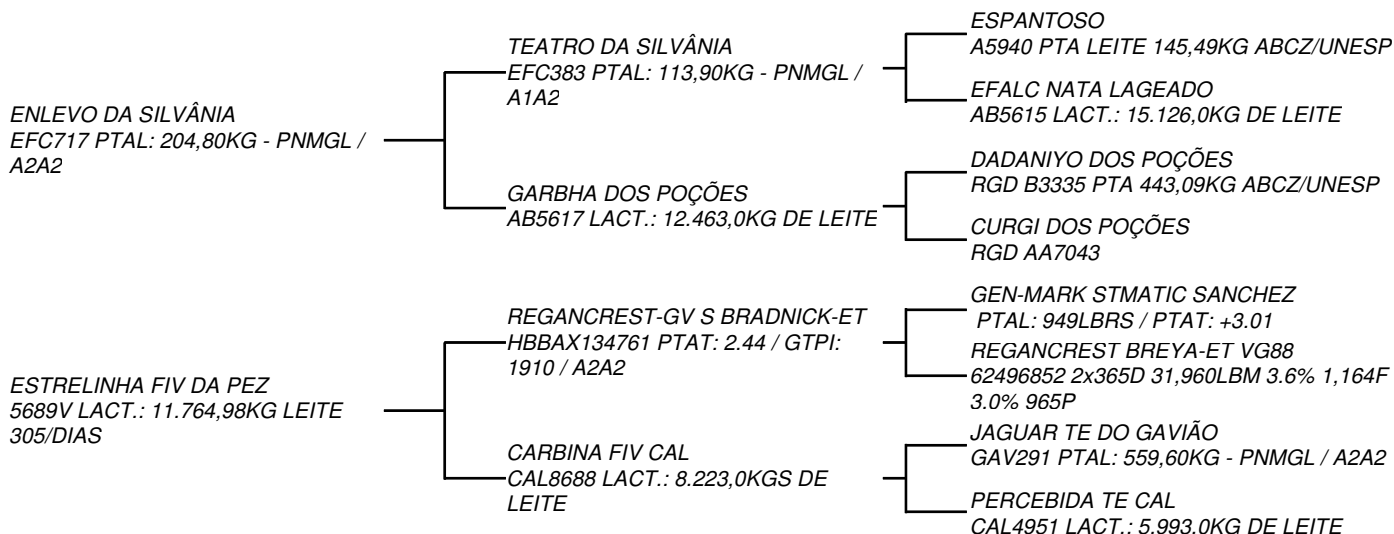 ENLEVO DA SILVÂNIA
EFC717 PTAL: 204,80KG - PNMGL /
A2A2
TEATRO DA SILVÂNIA
EFC383 PTAL: 113,90KG - PNMGL /
A1A2
ESPANTOSO
A5940 PTA LEITE 145,49KG ABCZ/UNESP
EFALC NATA LAGEADO
AB5615 LACT.: 15.126,0KG DE LEITE
GARBHA DOS POÇÕES
AB5617 LACT.: 12.463,0KG DE LEITE
DADANIYO DOS POÇÕES
RGD B3335 PTA 443,09KG ABCZ/UNESP
CURGI DOS POÇÕES
RGD AA7043
ESTRELINHA FIV DA PEZ
5689V LACT.: 11.764,98KG LEITE
305/DIAS
REGANCREST-GV S BRADNICK-ET
HBBAX134761 PTAT: 2.44 / GTPI:
1910 / A2A2
GEN-MARK STMATIC SANCHEZ
PTAL: 949LBRS / PTAT: +3.01
REGANCREST BREYA-ET VG88
62496852 2x365D 31,960LBM 3.6% 1,164F
3.0% 965P
CARBINA FIV CAL
CAL8688 LACT.: 8.223,0KGS DE
LEITE
JAGUAR TE DO GAVIÃO
GAV291 PTAL: 559,60KG - PNMGL / A2A2
PERCEBIDA TE CAL
CAL4951 LACT.: 5.993,0KG DE LEITE